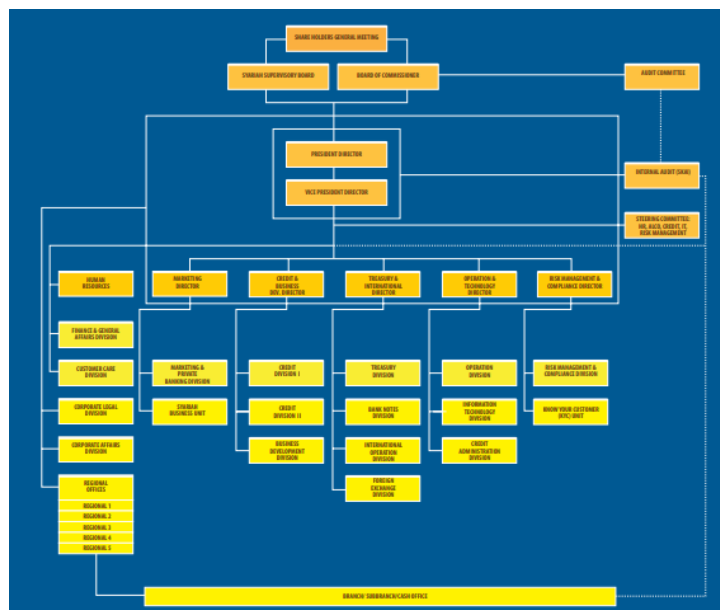 SHARE HOLDERS GENERAL MEETING
SYARIAH SUPERVISORY BOARD
BOARD OF COMMISSIONER
AUDIT COMMITTEE
PRESIDENT DIRECTOR
INTERNAL AUDIT (SKAI)
VICE PRESIDENT DIRECTOR
STEERING COMMITTEE:
HR, ALCO, CREDIT, IT,
RISK MANAGEMENT
HUMAN
RESOURCES
MARKETING
DIRECTOR
CREDIT &
BUSINESS
DEV. DIRECTOR
TREASURY &
INTERNATIONAL
DIRECTOR
OPERATION &
TECHNOLOGY
DIRECTOR
RISK MANAGEMENT &
COMPLIANCE DIRECTOR
FINANCE & GENERAL
AFFAIRS DIVISION
CUSTOMER CARE
DIVISION
MARKETING &
PRIVATE
BANKING DIVISION
CREDIT
DIVISION I
TREASURY
DIVISION
OPERATION
DIVISION
RISK MANAGEMENT &
COMPLIANCE DIVISION
CORPORATE LEGAL
DIVISION
SYARIAH
BUSINESS UNIT
CREDIT
DIVISION II
BANK NOTES
DIVISION
INFORMATION
TECHNOLOGY DIVISION
KNOW YOUR CUSTOMER
(KYC) UNIT
CORPORATE AFFAIRS
DIVISION
BUSINESS
DEVELOPMENT
DIVISION
INTERNATIONAL
OPERATION
DIVISION
CREDIT
ADMINISTRATION
DIVISION
REGIONAL
OFFICES
FOREIGN
EXCHANGE
DIVISION
REGIONAL 1
REGIONAL 2
REGIONAL 3
REGIONAL 4
REGIONAL 5
BRANCH/ SUBBRANCH/CASH OFFICE